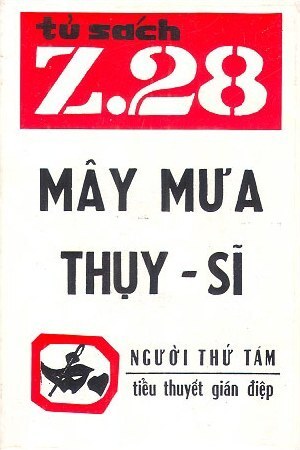 tủ sách
Z.28
MÂY MƯA
THỤY - SĨ
NGƯỜI THỨ TÁM
tiểu thuyết gián điệp